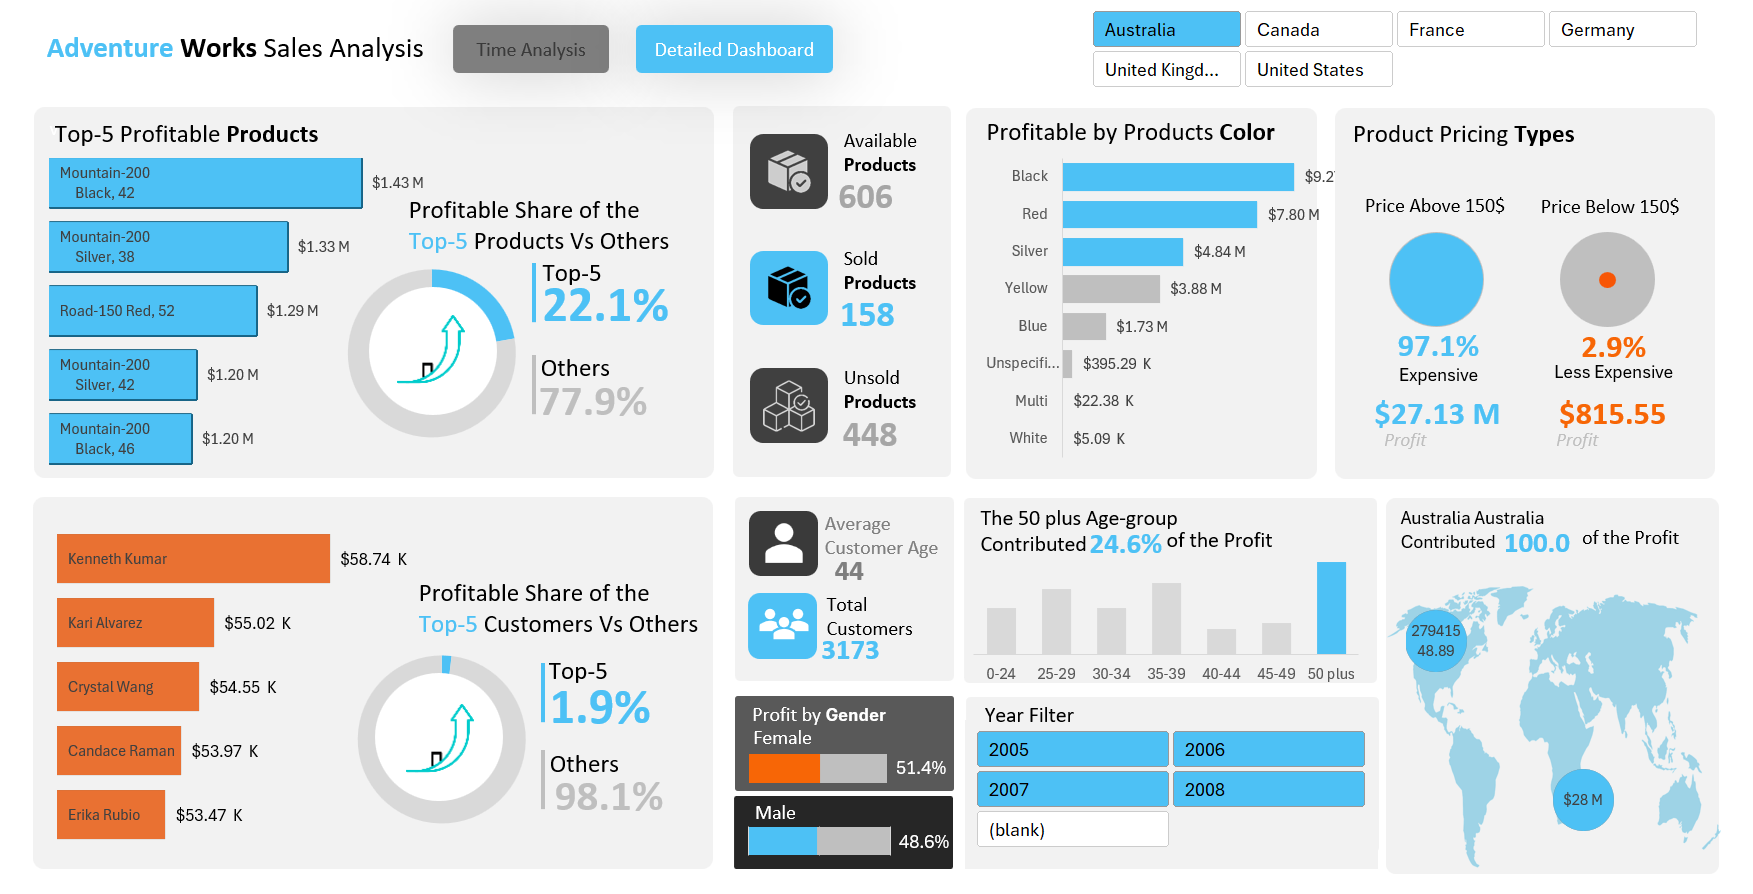 Adventure Works Sales Analysis
Time Analysis
Detailed Dashboard
Australia
Canada
France
Germany
United Kingd...
United States
Top-5 Profitable Products
Mountain-200
Black, 42
$1.43 M
Mountain-200
Silver, 38
$1.33 M
Road-150 Red, 52
$1.29 M
Mountain-200
Silver, 42
$1.20 M
Mountain-200
Black, 46
$1.20 M
Profitable Share of the
Top-5 Products Vs Others
Top-5
22.1%
Others
77.9%
Available
Products
606
Sold
Products
158
Unsold
Products
448
Profitable by Products Color
Black
$9.2
Red
$7.80 M
Silver
$4.84 M
Yellow
$3.88 M
Blue
$1.73 M
Unspecifi...
$395.29 K
Multi
$22.38 K
White
$5.09 K
Product Pricing Types
Price Above 150$
97.1%
Expensive
$27.13 M
Profit
Price Below 150$
2.9%
Less Expensive
$815.55
Profit
Kenneth Kumar
$58.74 K
Kari Alvarez
$55.02 K
Crystal Wang
$54.55 K
Candace Raman
$53.97 K
Erika Rubio
$53.47 K
Profitable Share of the
Top-5 Customers Vs Others
Top-5
1.9%
Others
98.1%
Average
Customer Age
44
Total
Customers
3173
Profit by Gender
Female
51.4%
Male
48.6%
The 50 plus Age-group
Contributed 24.6% of the Profit
0-24
25-29
30-34
35-39
40-44
45-49
50 plus
Year Filter
2005
2006
2007
2008
(blank)
Australia Australia
Contributed 100.0 of the Profit
279415
48.89
$28 M